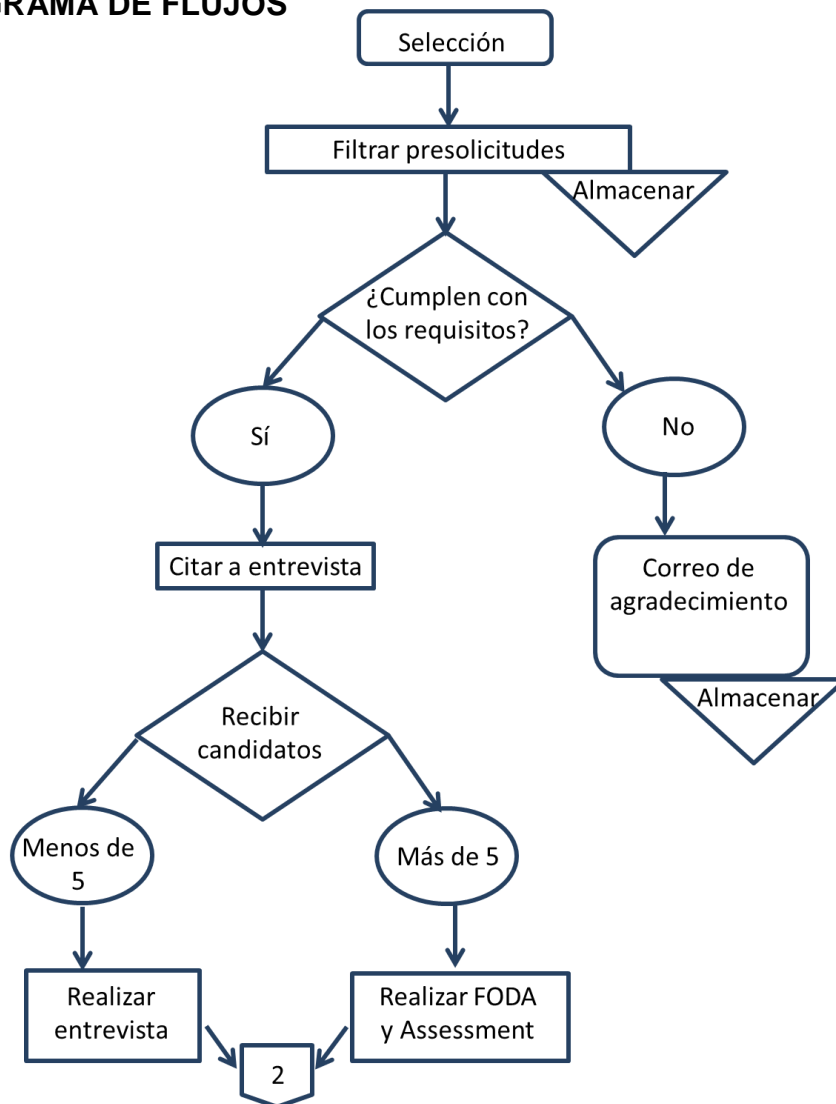 GRAMA DE FLUJOS
Selección
Filtrar presolicitudes
Almacenar
¿Cumplen con
los requisitos?
Sí
No
Citar a entrevista
Correo de
agradecimiento
Almacenar
Recibir
candidatos
Menos de
5
Más de 5
Realizar
entrevista
Realizar FODA
y Assessment
2